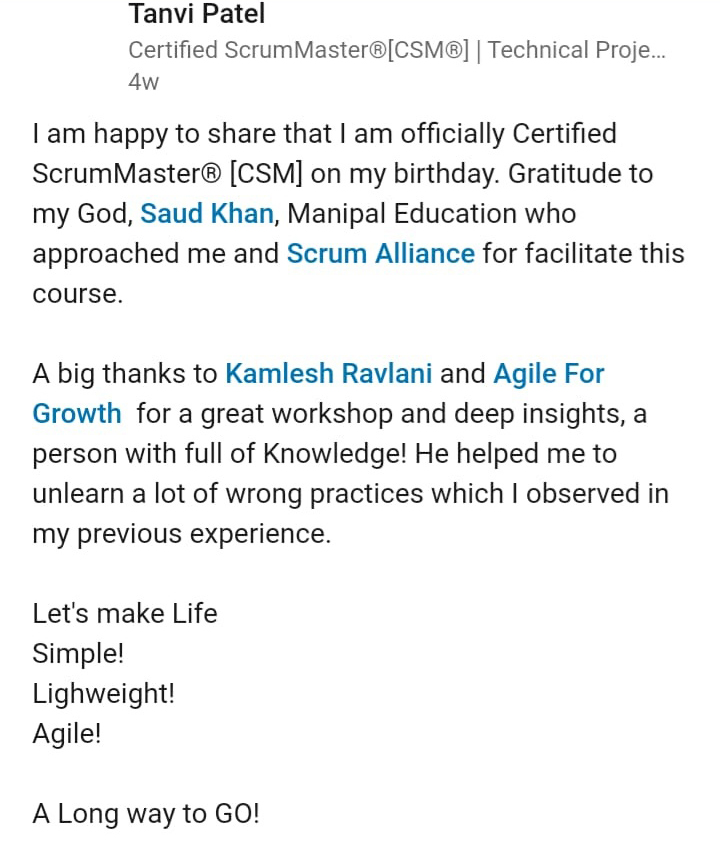 Tanvi Patel
Certified ScrumMaster®[CSM®] | Technical Proje...
4w
I am happy to share that I am officially Certified
ScrumMaster® [CSM] on my birthday. Gratitude to
my God, Saud Khan, Manipal Education who
approached me and Scrum Alliance for facilitate this
course.
A big thanks to Kamlesh Ravlani and Agile For
Growth for a great workshop and deep insights, a
person with full of Knowledge! He helped me to
unlearn a lot of wrong practices which I observed in
my previous experience.
Let's make Life
Simple!
Lighweight!
Agile!
A Long way to GO!